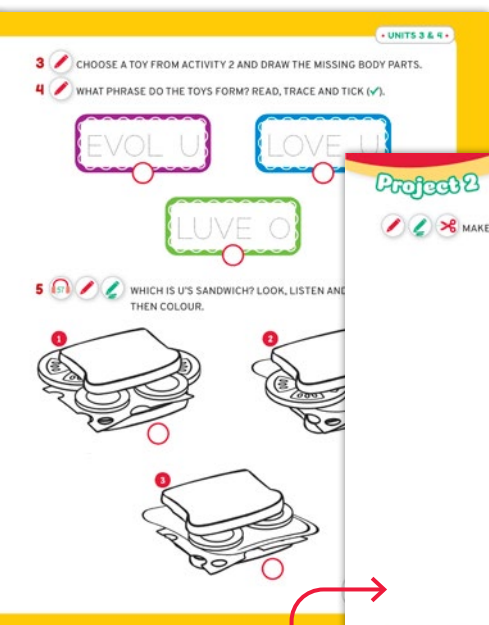 • UNITS 3 & 4 •
3 CHOOSE A TOY FROM ACTIVITY 2 AND DRAW THE MISSING BODY PARTS.
4 WHAT PHRASE DO THE TOYS FORM? READ, TRACE AND TICK (✓).
EVOL U
LOVE U
LUVE O
Project 2
MAKE
5 57 WHICH IS U'S SANDWICH? LOOK, LISTEN AND
THEN COLOUR.
1
2
3